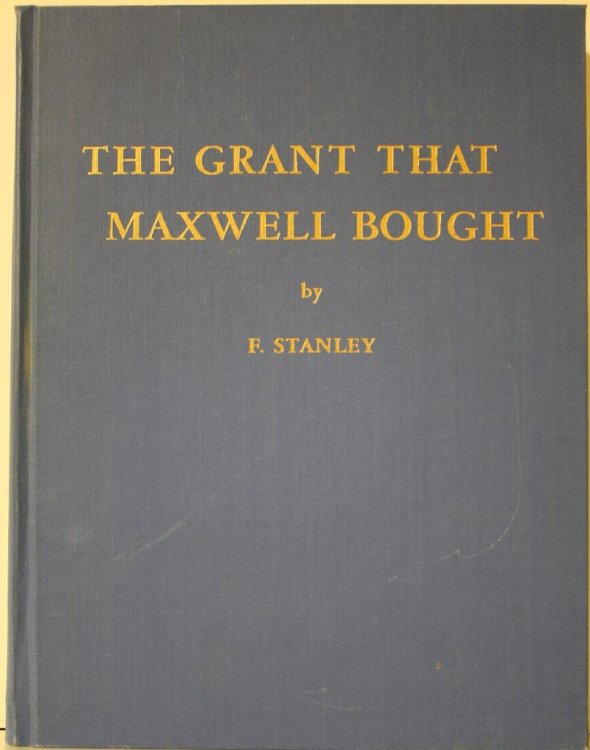 THE GRANT THAT
MAXWELL BOUGHT
by
F. STANLEY